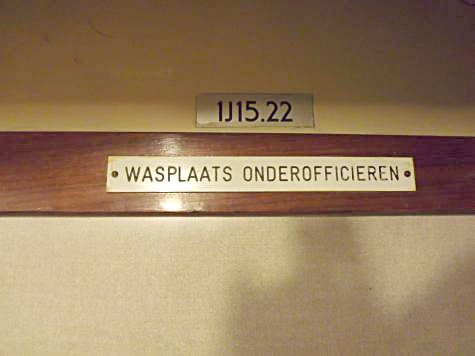 1J15.22
WASPLAATS ONDEROFFICIEREN